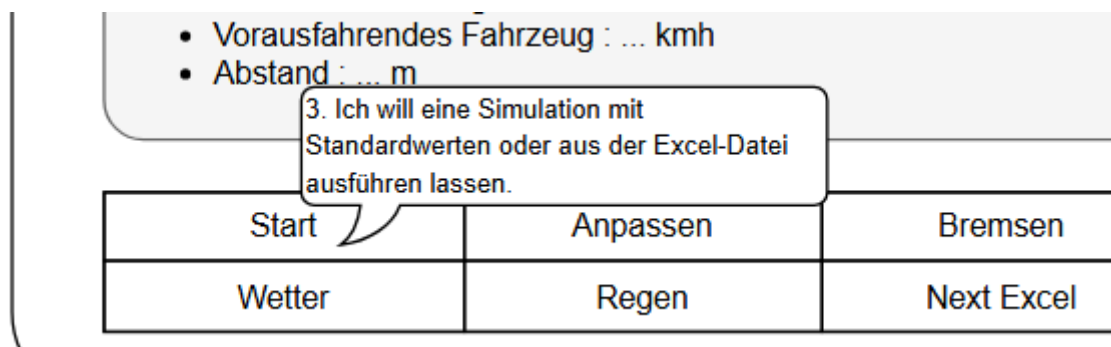 • Vorausfahrendes Fahrzeug : ... kmh
• Abstand : ... m
3. Ich will eine Simulation mit
Standardwerten oder aus der Excel-Datei
ausführen lassen.
Start
Anpassen
Bremsen
Wetter
Regen
Next Excel